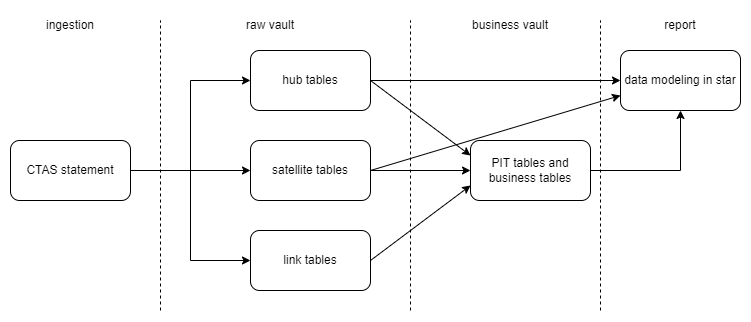 ingestion
raw vault
business vault
report
hub tables
data modeling in star
CTAS statement
satellite tables
PIT tables and
business tables
link tables